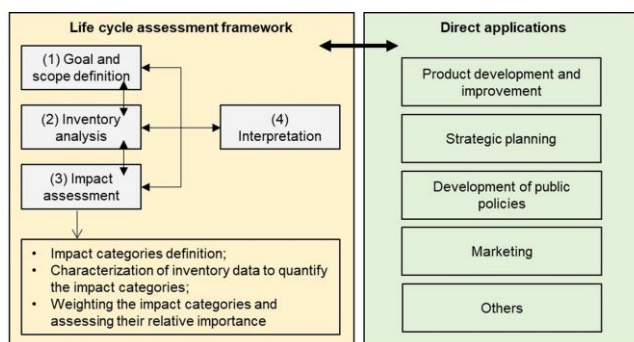 Life cycle assessment framework
(1) Goal and
scope definition
(2) Inventory
analysis
(3) Impact
assessment
(4)
Interpretation
• Impact categories definition;
• Characterization of inventory data to quantify
the impact categories;
• Weighting the impact categories and
assessing their relative importance
Direct applications
Product development and
improvement
Strategic planning
Development of public
policies
Marketing
Others